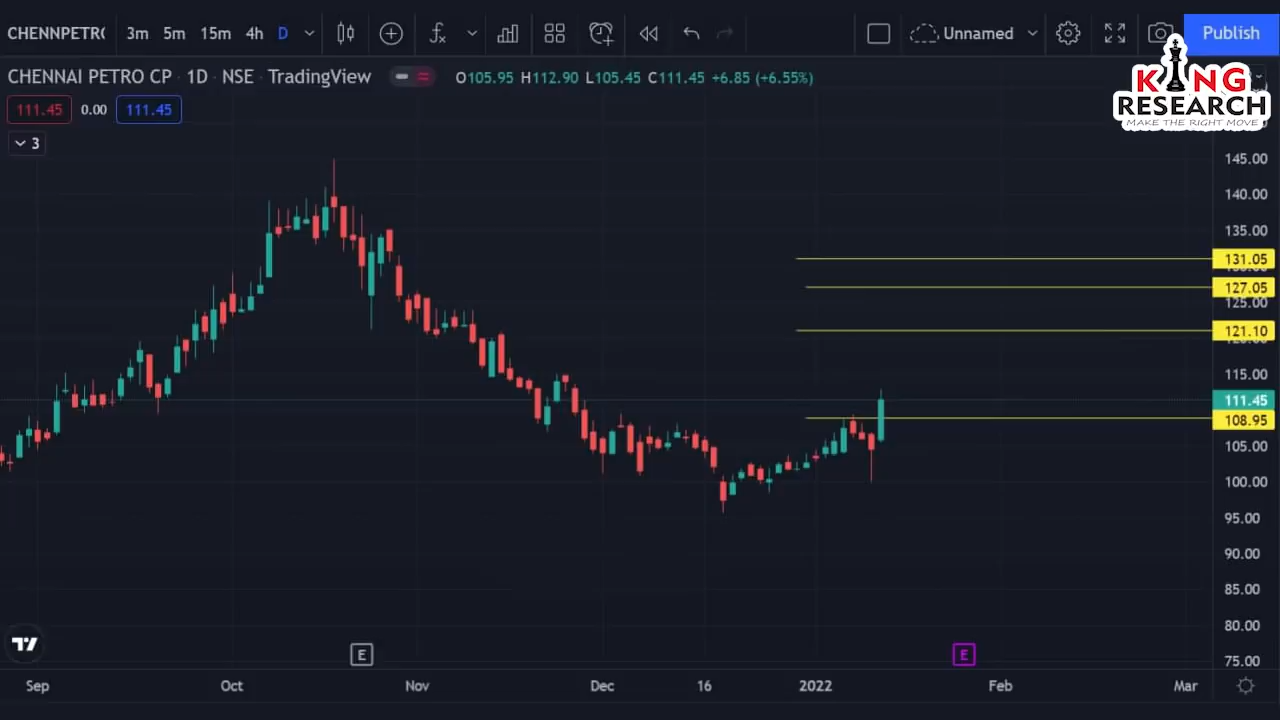 CHENNPETR
3m 5m 15m 4h D
Unnamed
Publish
CHENNAI PETRO CP · 1D · NSE · TradingView
O105.95 H112.90 L105.45 C111.45 +6.85 (+6.55%)
KING
RESEARCH
MAKE THE RIGHT MOVE
111.45 0.00 111.45
3
145.00
140.00
135.00
131.05
127.05
125.00
121.10
115.00
111.45
108.95
105.00
100.00
95.00
90.00
85.00
80.00
75.00
E E
Sep Oct Nov Dec 16 2022 Feb Mar